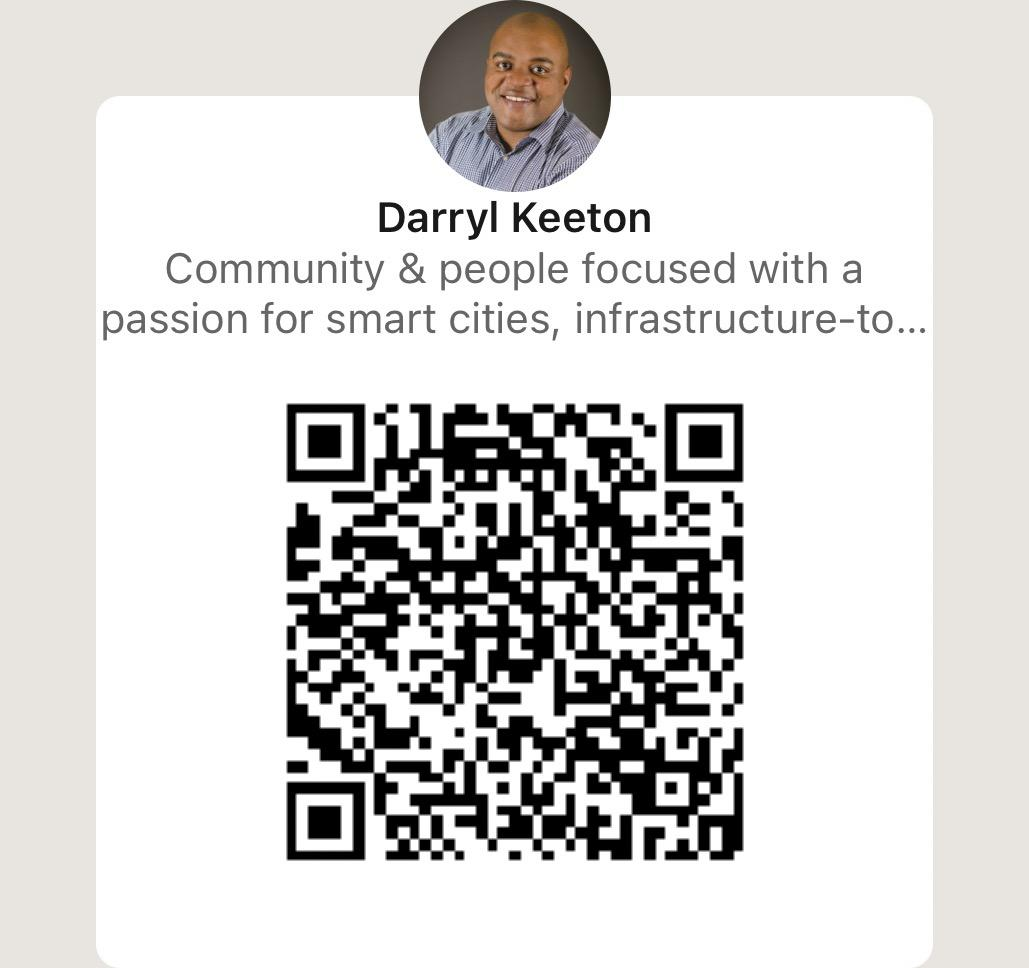 Darryl Keeton
Community & people focused with a
passion for smart cities, infrastructure-to...